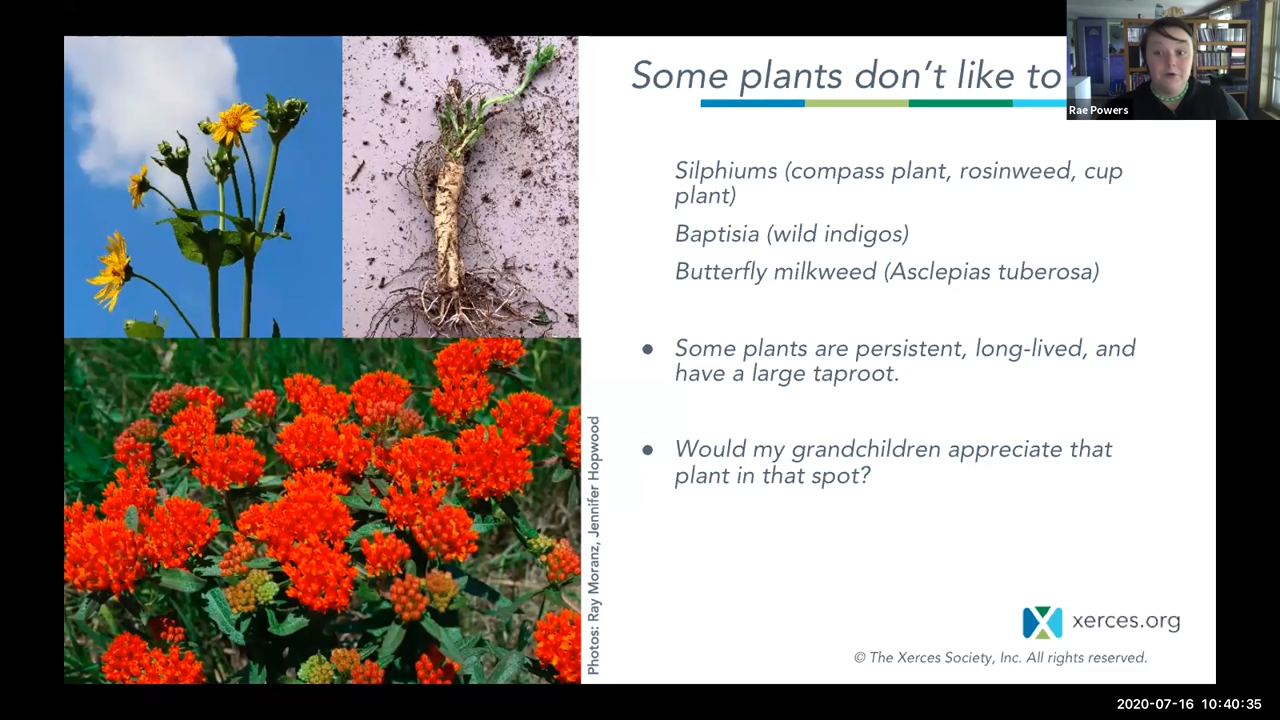 Some plants don't like to
Rae Powers
Silphiums (compass plant, rosinweed, cup
plant)
Baptisia (wild indigos)
Butterfly milkweed (Asclepias tuberosa)
● Some plants are persistent, long-lived, and
have a large taproot.
● Would my grandchildren appreciate that
plant in that spot?
Photos: Ray Moranz, Jennifer Hopwood
xerces.org
© The Xerces Society, Inc. All rights reserved.
2020-07-16 10:40:35